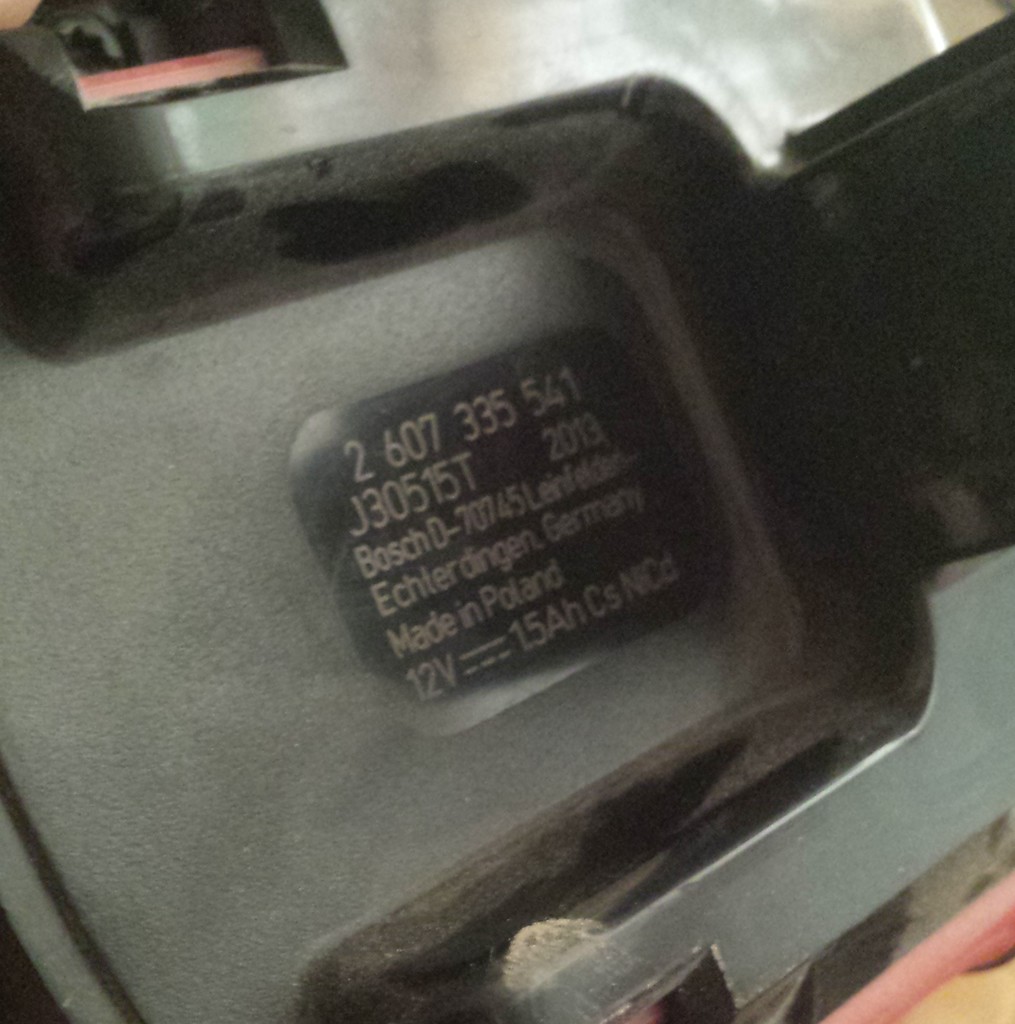 2 607 335 541
J30515T 2013
Bosch D-70745 Leinfelden-
Echterdingen, Germany
Made in Poland
12V ⎓ 1.5Ah Cs NiCd